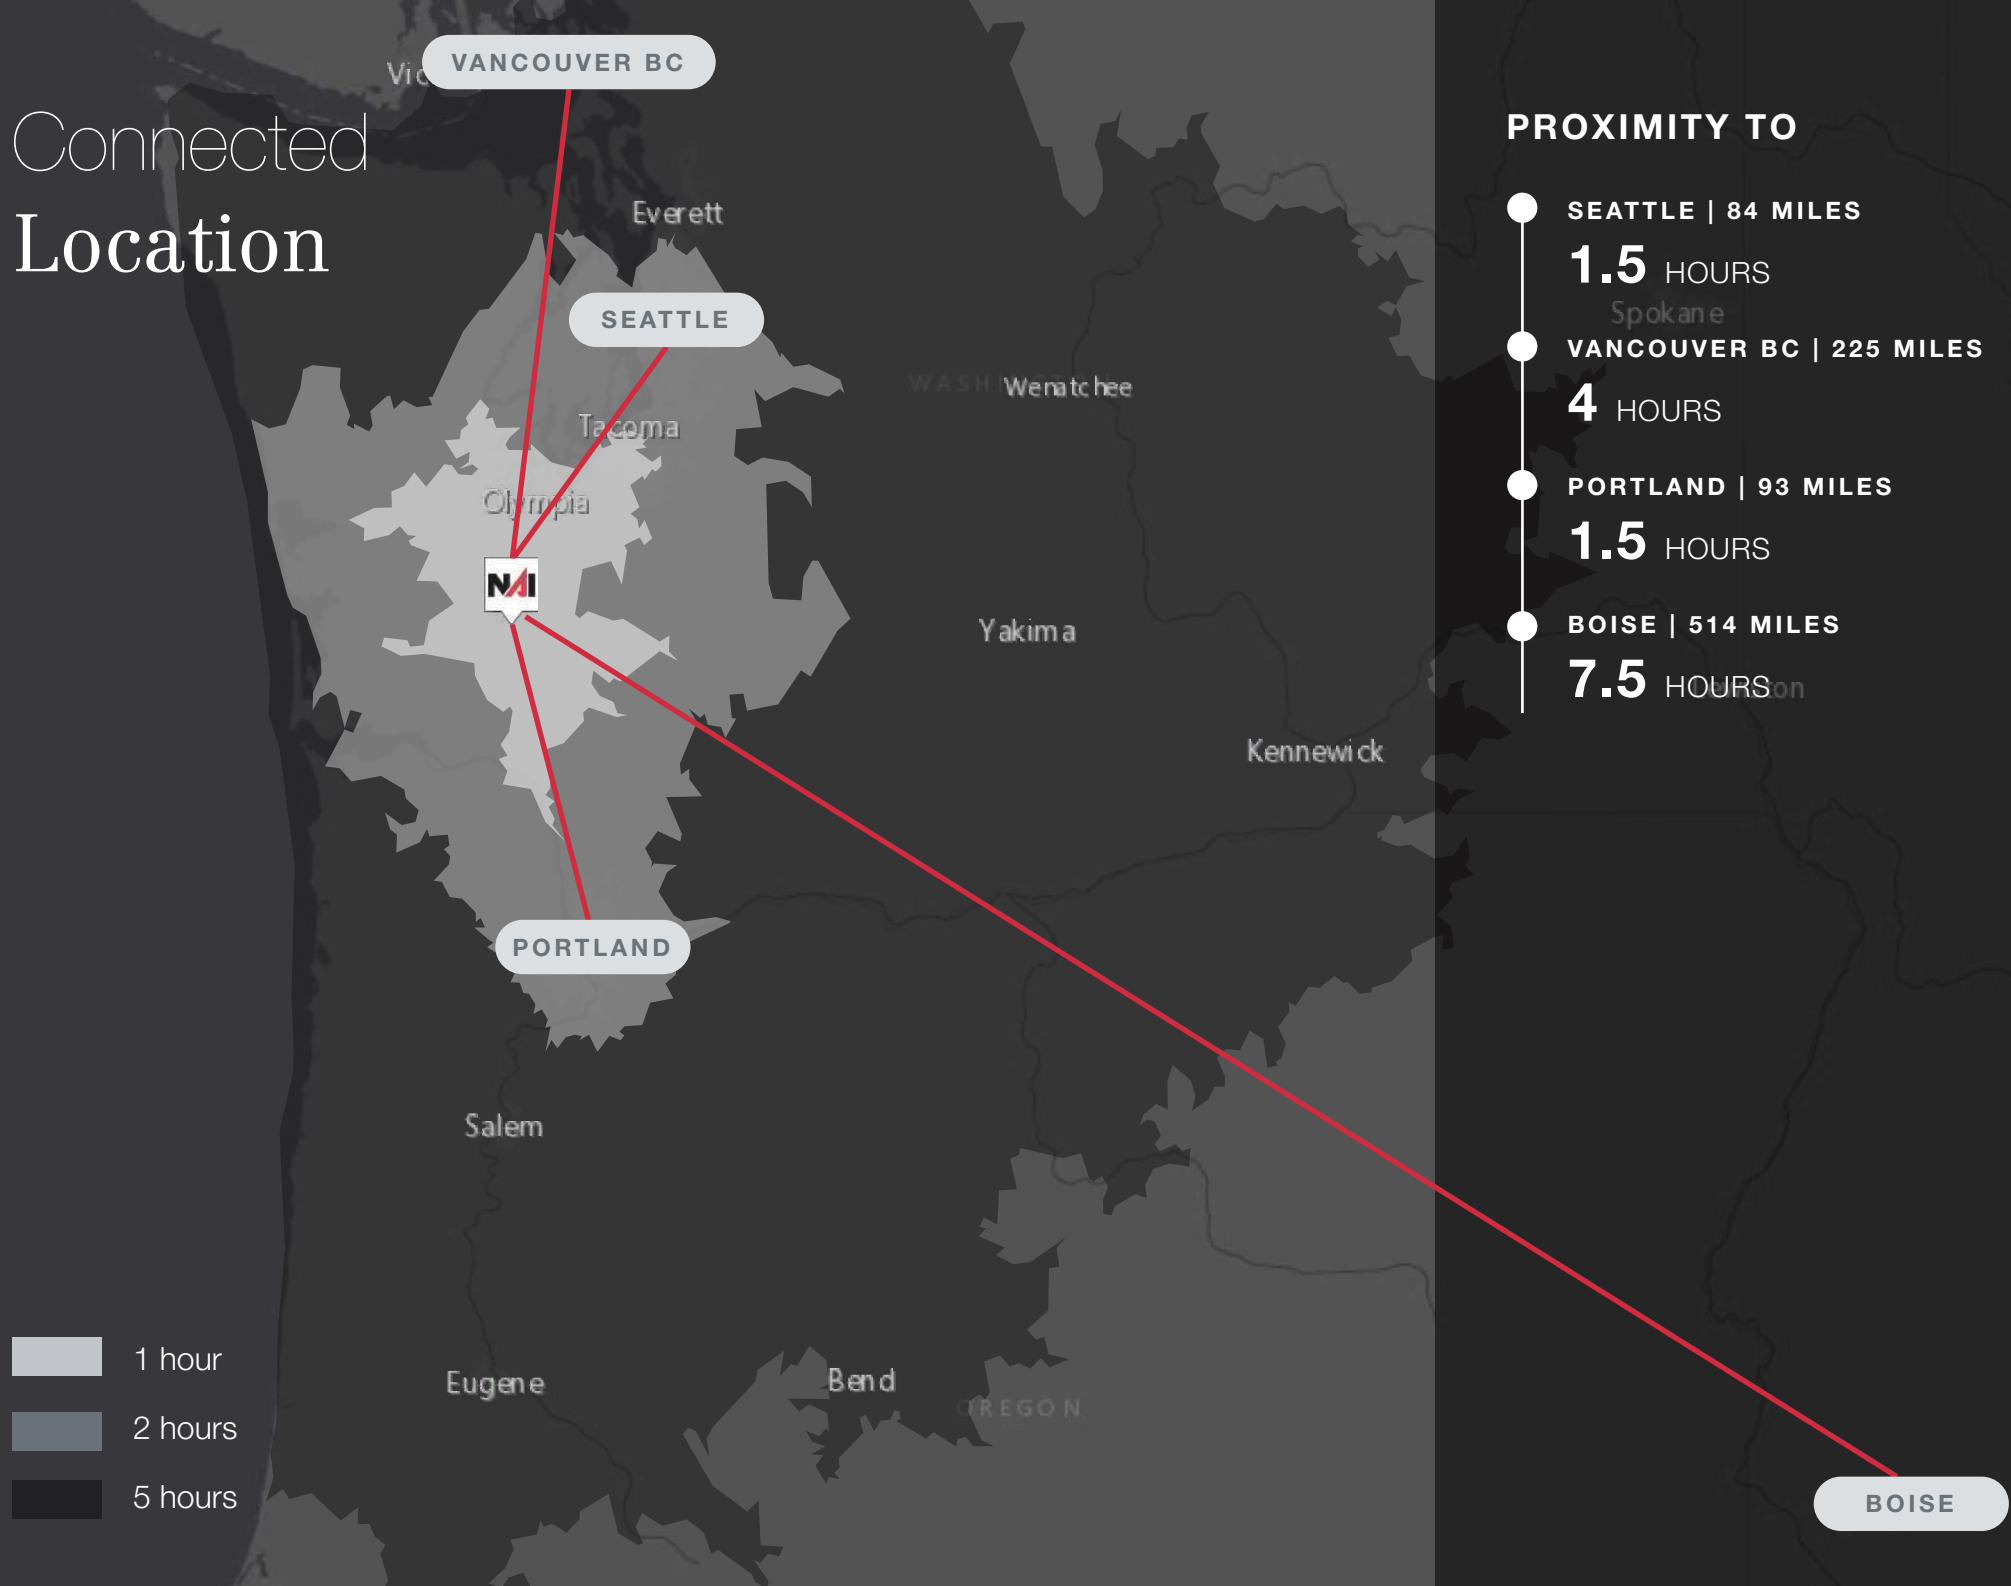 Connected
Location
VANCOUVER BC
Everett
SEATTLE
Wenatchee
Tacoma
Olympia
NAI
Yakima
Kennewick
PORTLAND
Salem
Eugene
Bend
OREGON
BOISE
1 hour
2 hours
5 hours
PROXIMITY TO
SEATTLE | 84 MILES
1.5 HOURS
Spokane
VANCOUVER BC | 225 MILES
4 HOURS
PORTLAND | 93 MILES
1.5 HOURS
BOISE | 514 MILES
7.5 HOURS